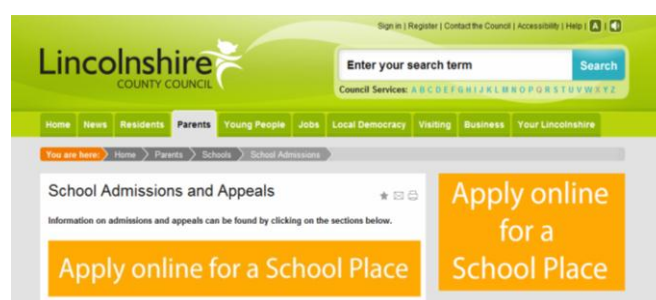 Sign in | Register | Contact the Council | Accessibility | Help | A |
Lincolnshire
COUNTY COUNCIL
Enter your search term
Search
Council Services: A B C D E F G H I J K L M N O P Q R S T U V W X Y Z
Home News Residents Parents Young People Jobs Local Democracy Visiting Business Your Lincolnshire
You are here: Home Parents Schools School Admissions
School Admissions and Appeals
Information on admissions and appeals can be found by clicking on the sections below.
Apply online for a School Place
Apply online
for a
School Place